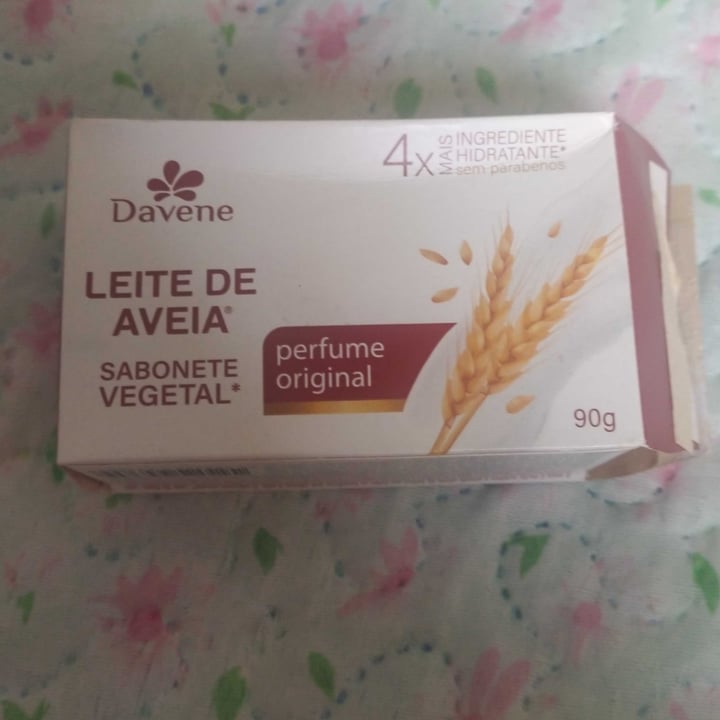 4x MAIS INGREDIENTE
HIDRATANTE*
sem parabenos
Davene
LEITE DE
AVEIA®
SABONETE
VEGETAL*
perfume
original
90g